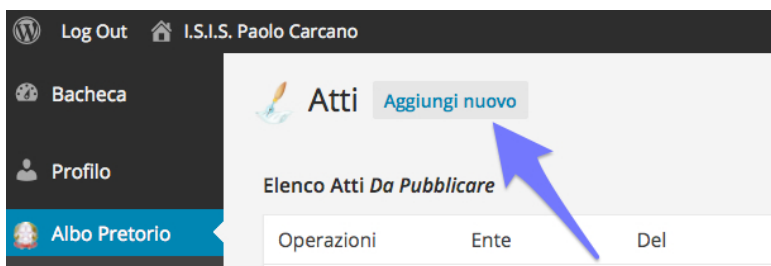 Log Out I.S.I.S. Paolo Carcano
Bacheca
Atti Aggiungi nuovo
Profilo
Elenco Atti Da Pubblicare
Albo Pretorio
Operazioni Ente Del